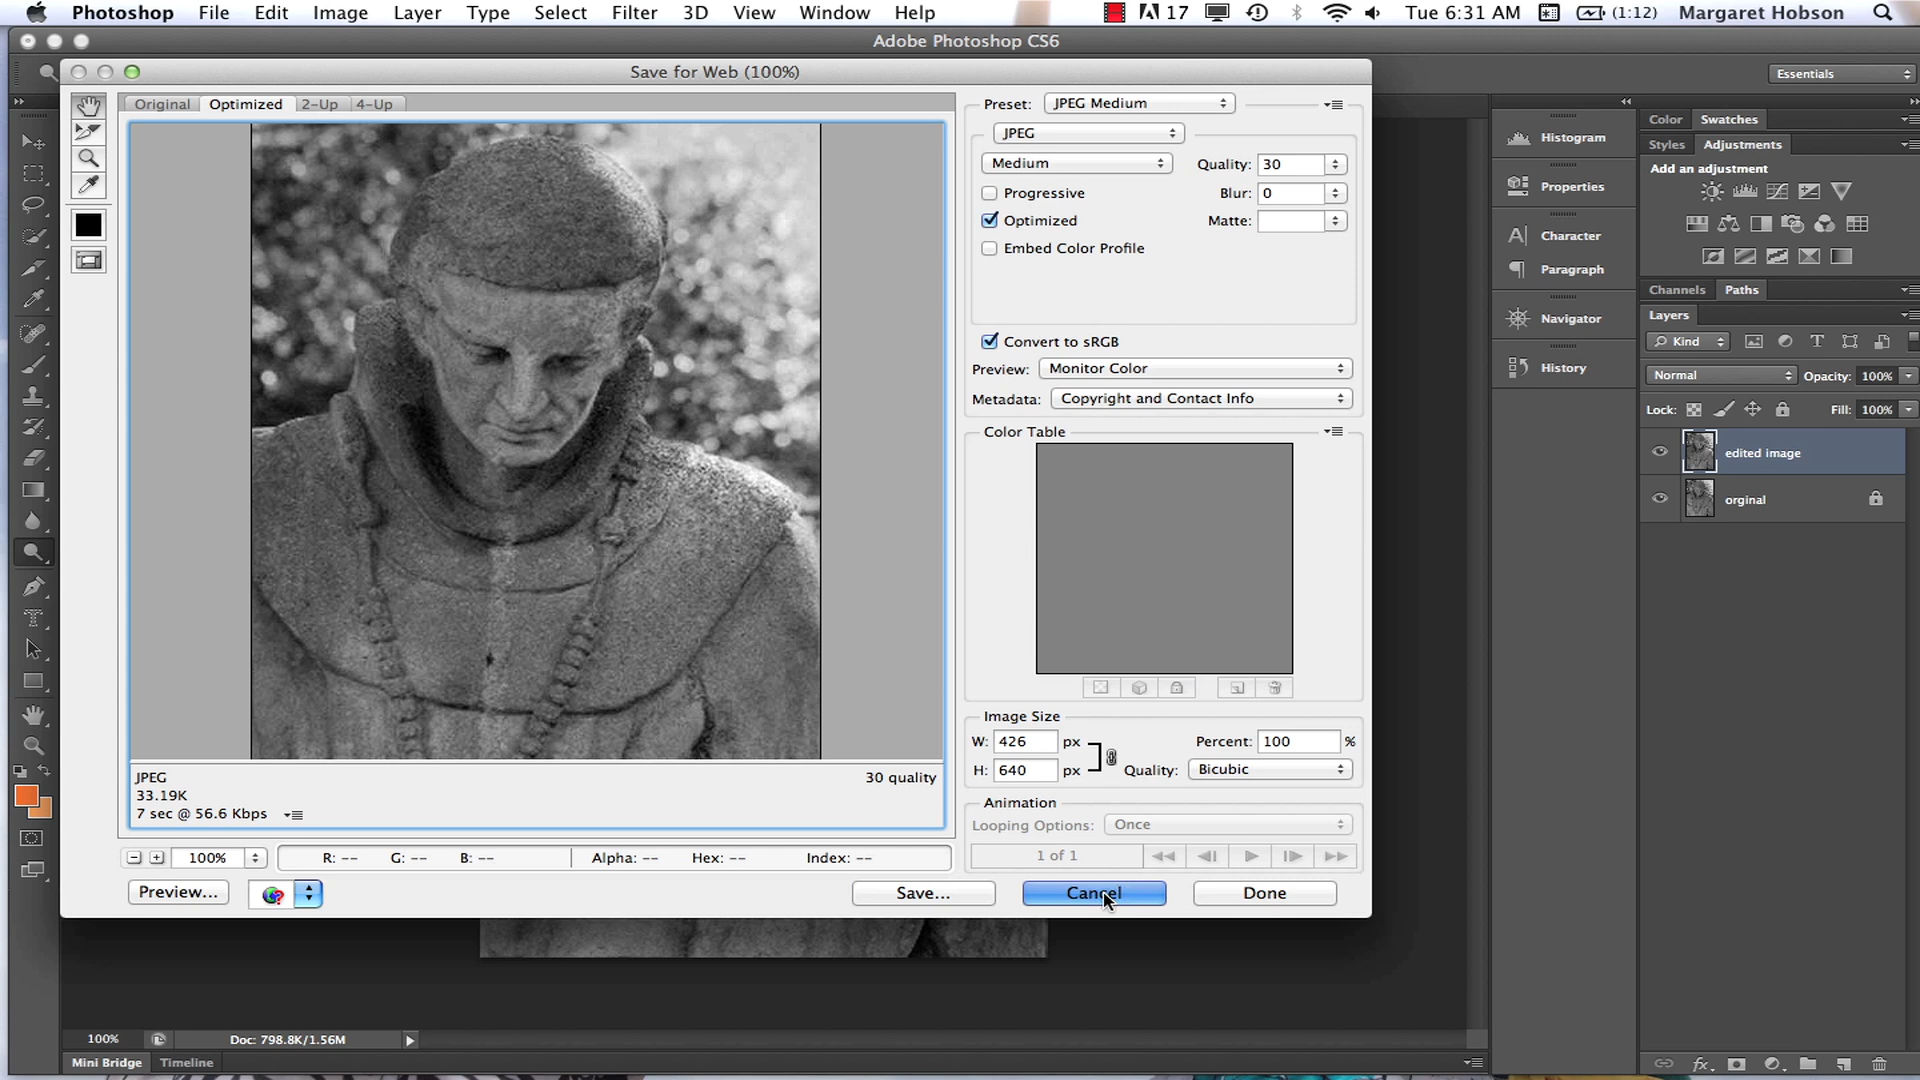 Photoshop File Edit Image Layer Type Select Filter 3D View Window Help 17 Tue 6:31 AM (1:12) Margaret Hobson
Adobe Photoshop CS6
Essentials
Save for Web (100%)
Original Optimized 2-Up 4-Up
Preset: JPEG Medium
JPEG
Medium Quality: 30
Progressive Blur: 0
Optimized Matte:
Embed Color Profile
Convert to sRGB
Preview: Monitor Color
Metadata: Copyright and Contact Info
Color Table
Image Size
W: 426 px Percent: 100 %
H: 640 px Quality: Bicubic
Animation
Looping Options: Once
1 of 1
JPEG 30 quality
33.19K
7 sec @ 56.6 Kbps
100% R: -- G: -- B: -- Alpha: -- Hex: -- Index: --
Preview... Save... Cancel Done
Histogram
Properties
Character
Paragraph
Navigator
History
Color Swatches
Styles Adjustments
Add an adjustment
Channels Paths
Layers
Kind
Normal Opacity: 100%
Lock: Fill: 100%
edited image
orginal
100% Doc: 798.8K/1.56M
Mini Bridge Timeline